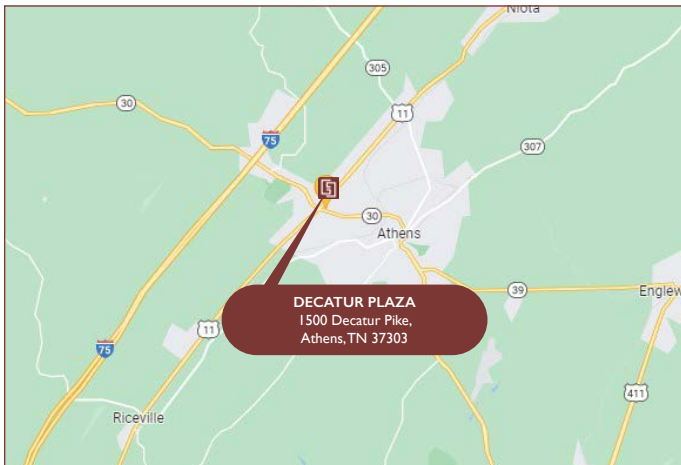 Niota
305
30
11
75
307
30
Athens
DECATUR PLAZA
1500 Decatur Pike,
Athens, TN 37303
39
Englew
11
75
411
Riceville